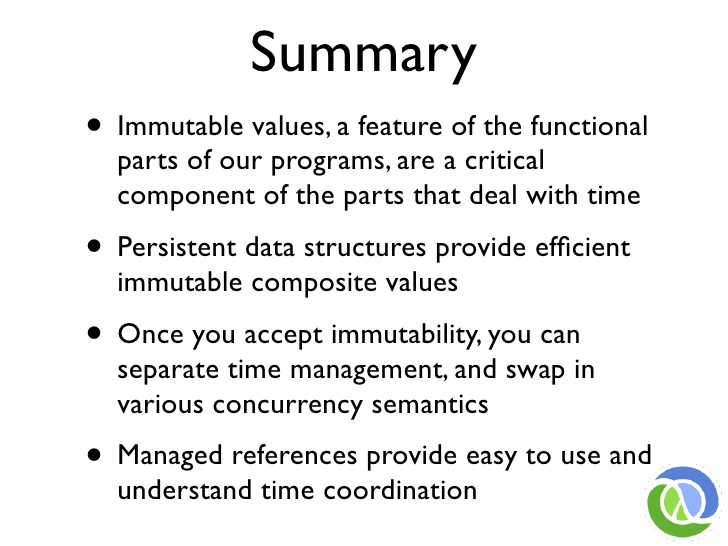 Summary
• Immutable values, a feature of the functional
parts of our programs, are a critical
component of the parts that deal with time
• Persistent data structures provide efficient
immutable composite values
• Once you accept immutability, you can
separate time management, and swap in
various concurrency semantics
• Managed references provide easy to use and
understand time coordination